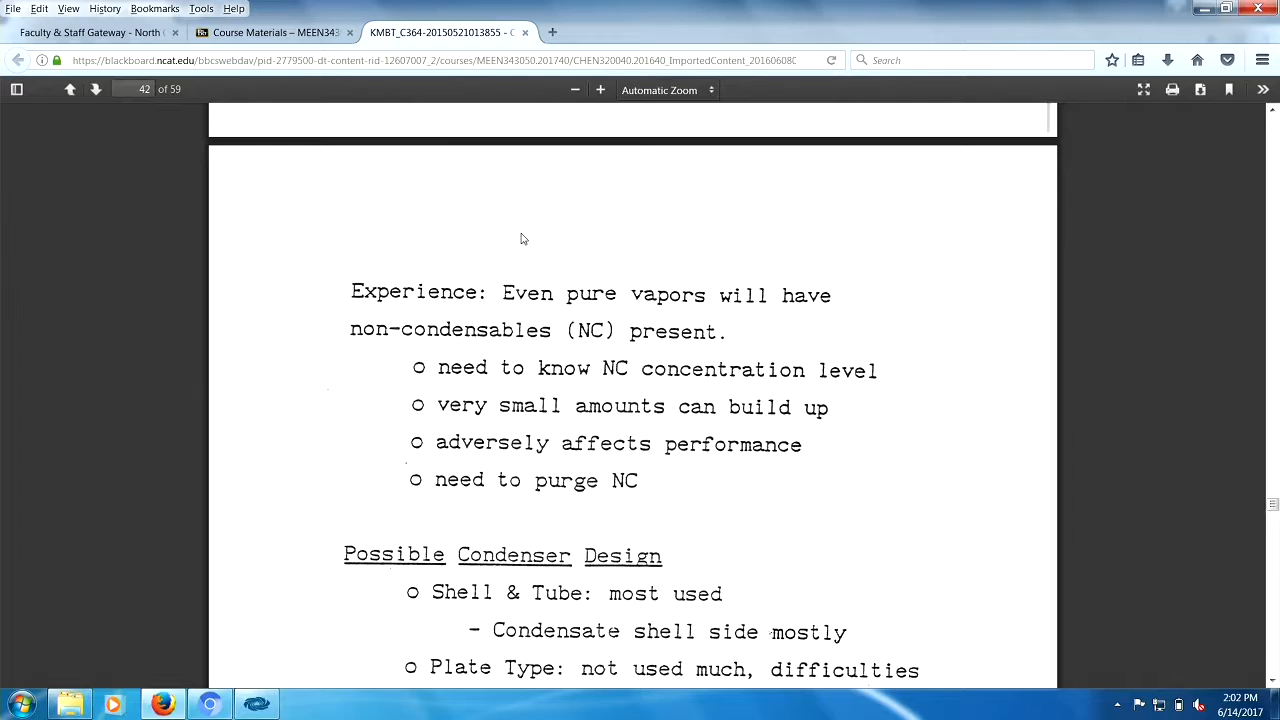 File Edit View History Bookmarks Tools Help
Faculty & Staff Gateway - North × Course Materials – MEEN343 × KMBT_C364-20150521013855 - C × +
https://blackboard.ncat.edu/bbcswebdav/pid-2779500-dt-content-rid-12607007_2/courses/MEEN343050.201740/CHEN320040.201640_ImportedContent_20160608C Search
42 of 59 − + Automatic Zoom
Experience: Even pure vapors will have
non-condensables (NC) present.
o need to know NC concentration level
o very small amounts can build up
o adversely affects performance
o need to purge NC
Possible Condenser Design
o Shell & Tube: most used
- Condensate shell side mostly
o Plate Type: not used much, difficulties
2:02 PM
6/14/2017